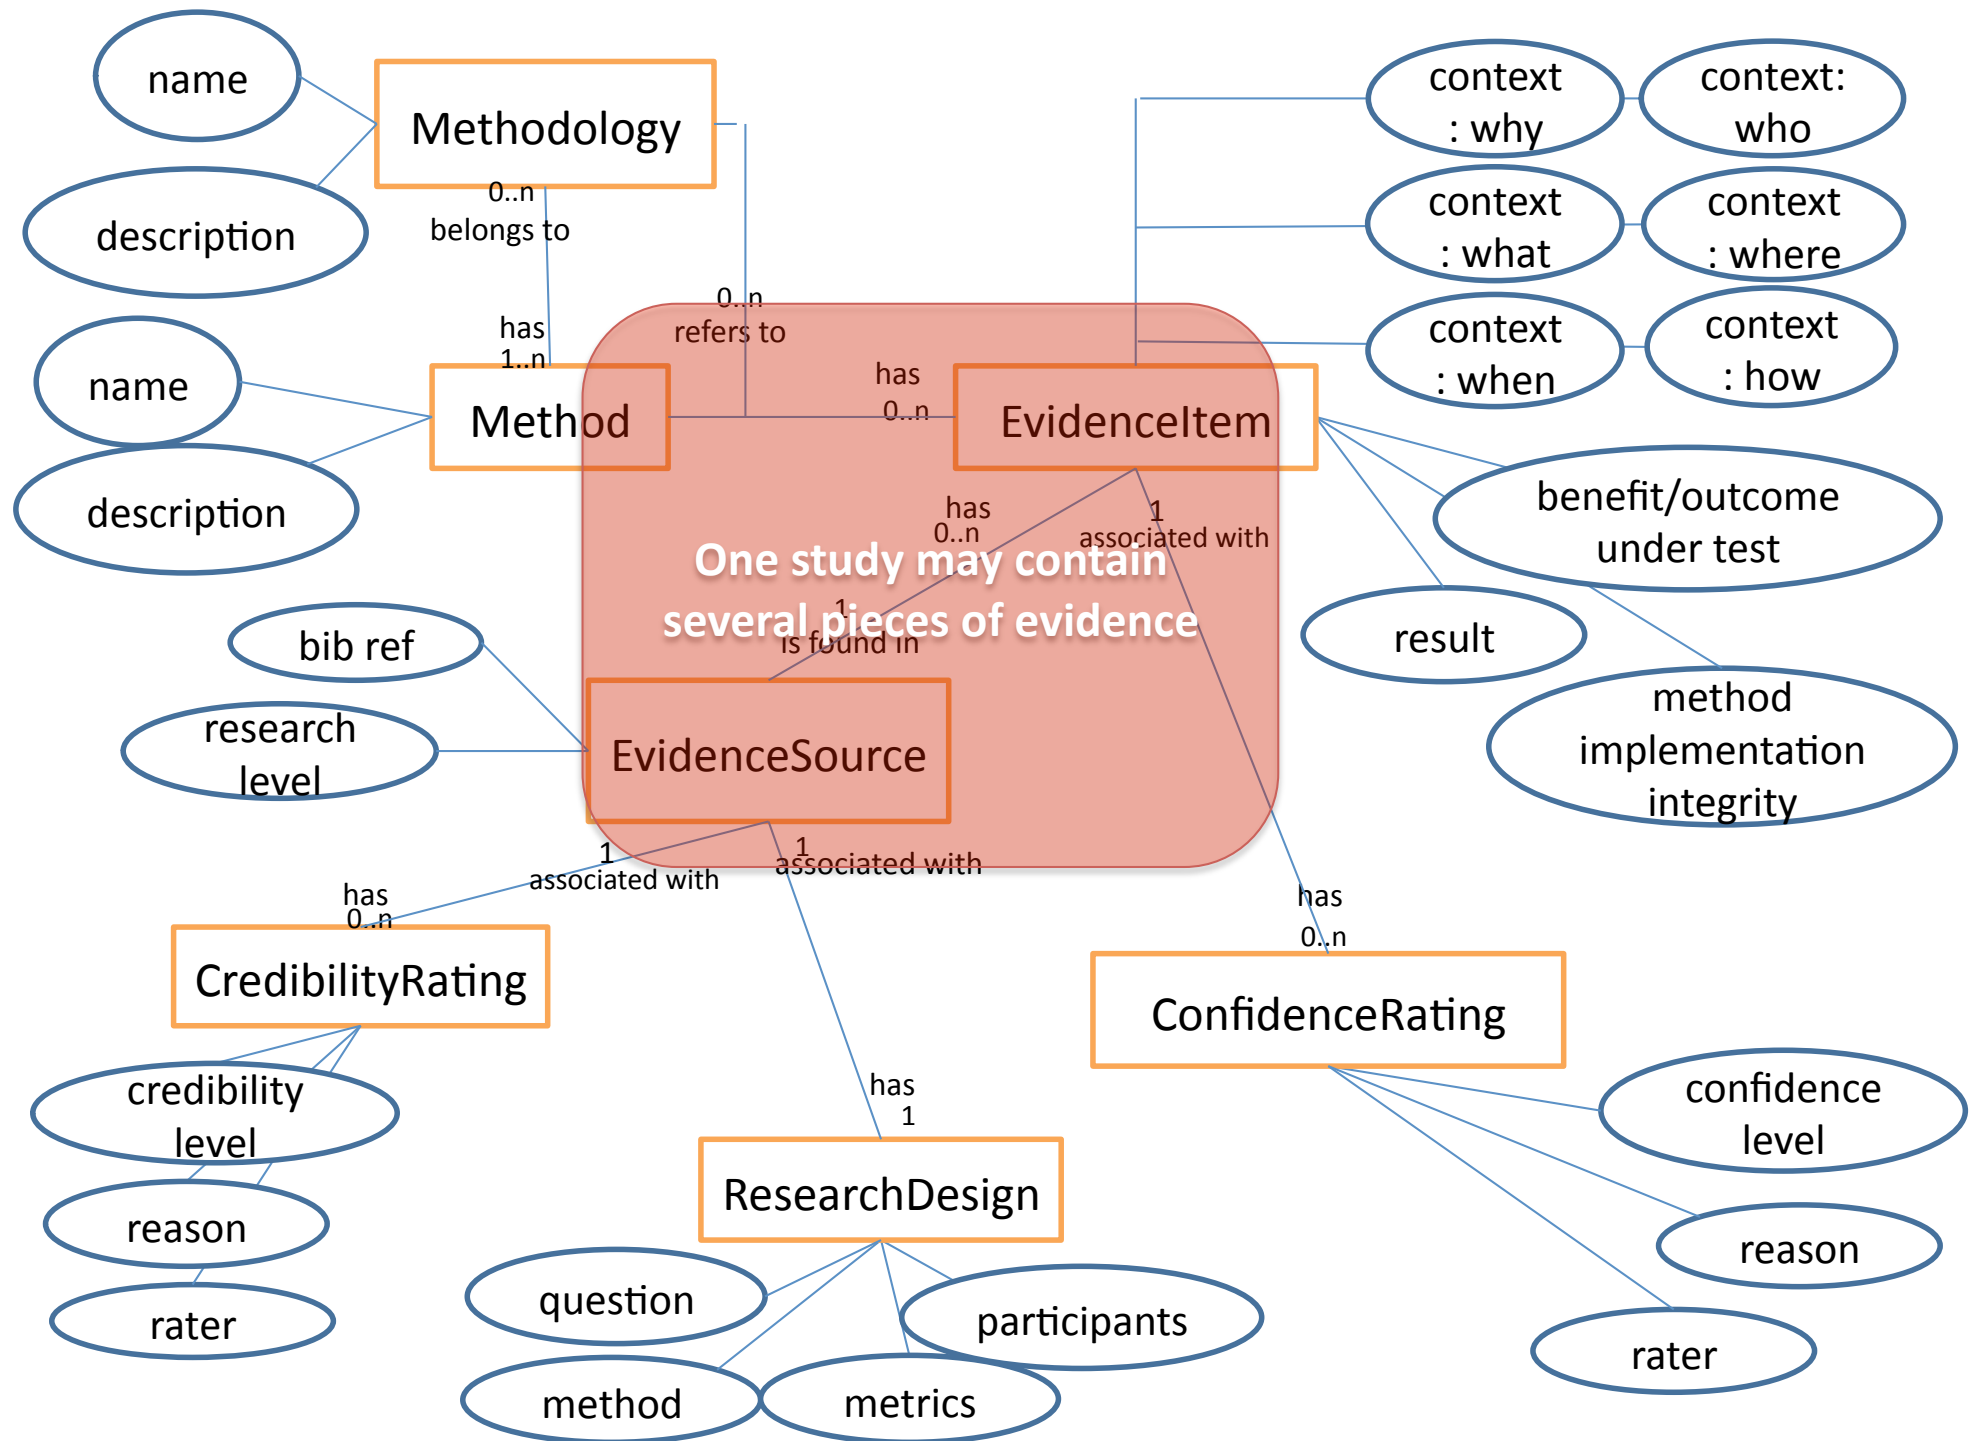 name
Methodology
0..n
belongs to
description
context
: why
context:
who
context
: what
context
: where
context
: when
context
: how
0..n
refers to
has
1..n
name
Method
description
has
0..n
EvidenceItem
has
0..n
1
associated with
One study may contain
several pieces of evidence
1
is found in
benefit/outcome
under test
result
method
implementation
integrity
bib ref
research
level
EvidenceSource
1
associated with
1
associated with
has
0..n
CredibilityRating
has
0..n
ConfidenceRating
credibility
level
reason
rater
has
1
ResearchDesign
question
participants
method
metrics
confidence
level
reason
rater